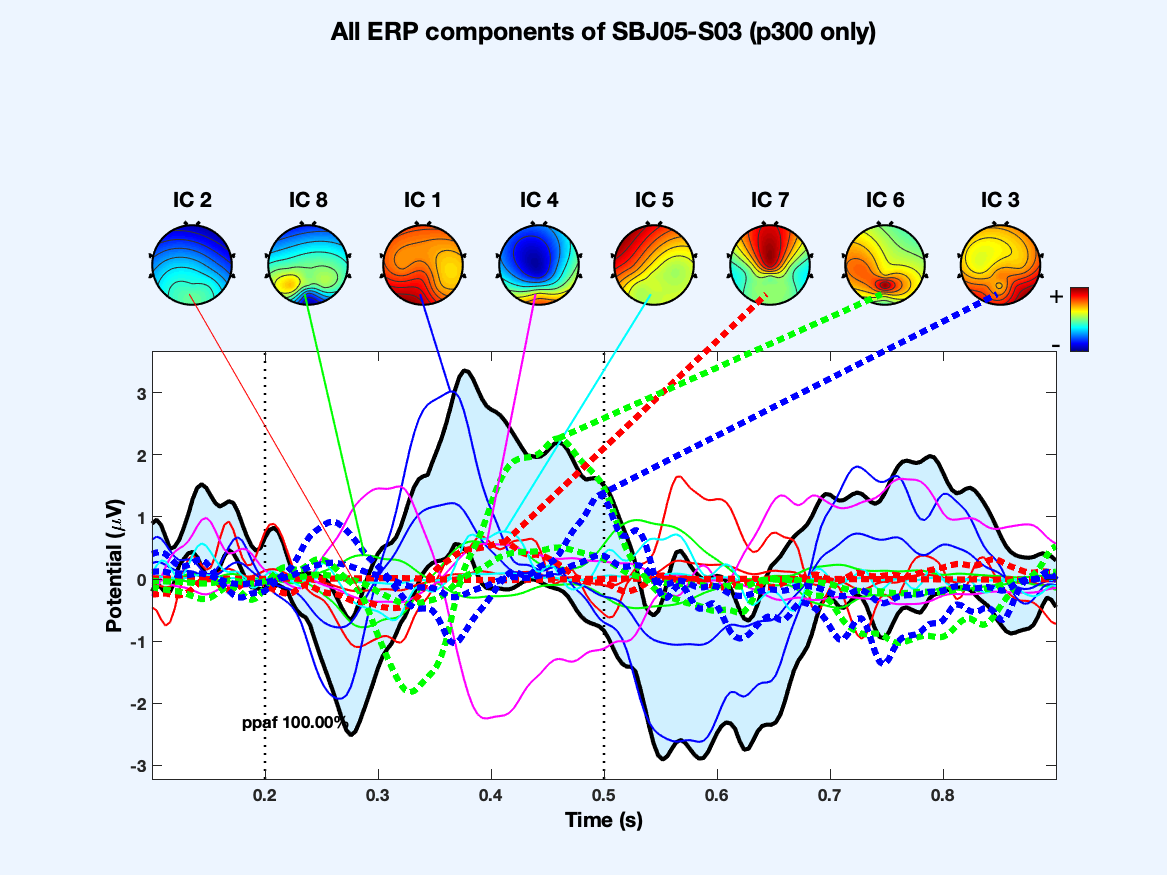 All ERP components of SBJ05-S03 (p300 only)
IC 2 IC 8 IC 1 IC 4 IC 5 IC 7 IC 6 IC 3
+
-
3
2
1
0
-1
-2
-3
Potential (μV)
ppaf 100.00%
0.2 0.3 0.4 0.5 0.6 0.7 0.8
Time (s)